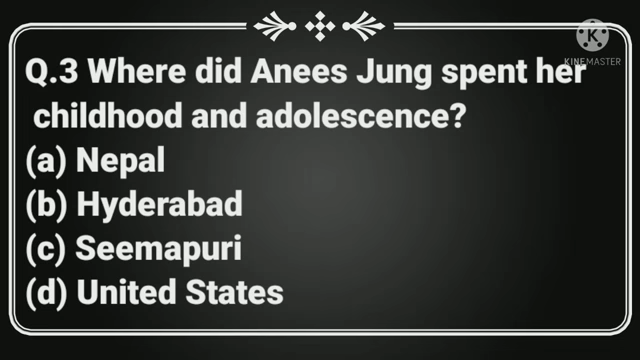 K
KINEMASTER
Q.3 Where did Anees Jung spent her
childhood and adolescence?
(a) Nepal
(b) Hyderabad
(c) Seemapuri
(d) United States